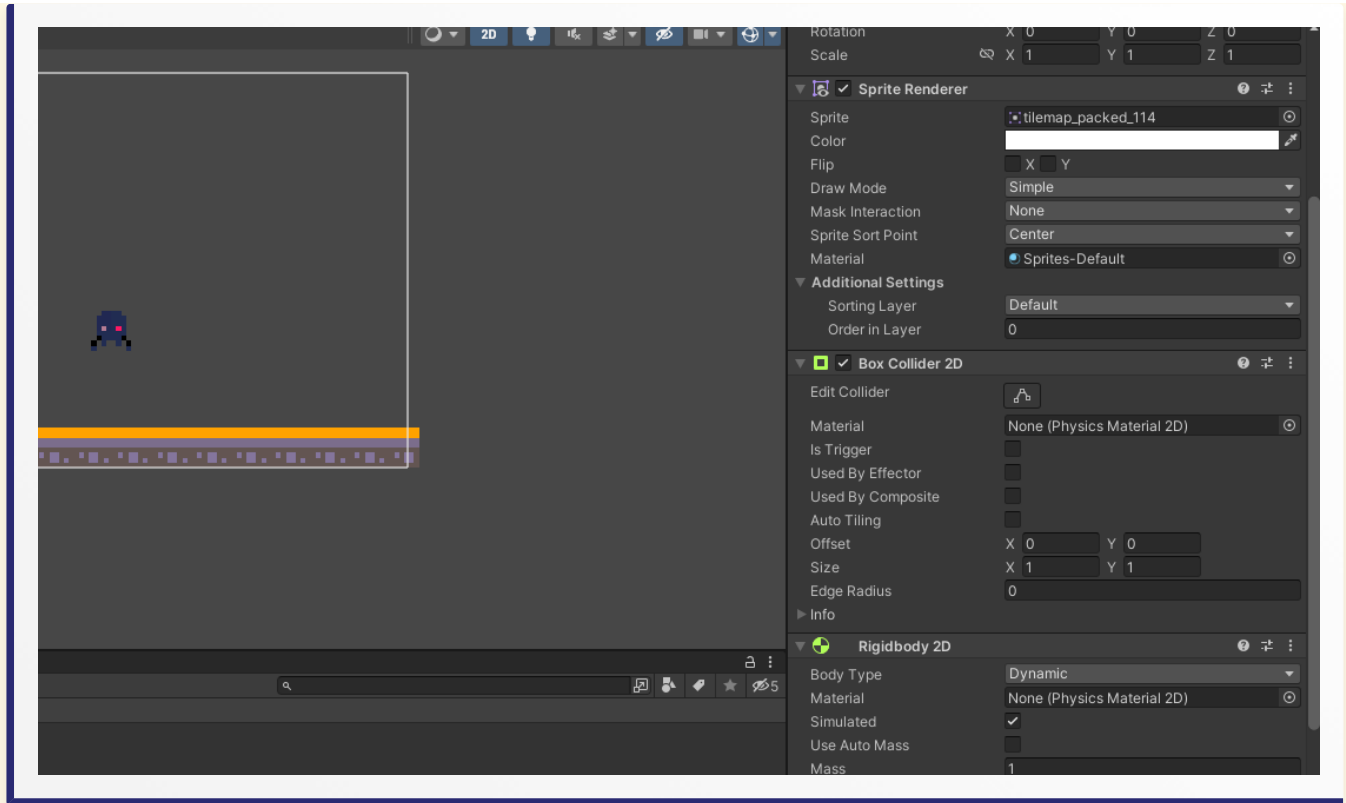 2D
Rotation X 0 Y 0 Z 0
Scale X 1 Y 1 Z 1
Sprite Renderer
Sprite tilemap_packed_114
Color
Flip X Y
Draw Mode Simple
Mask Interaction None
Sprite Sort Point Center
Material Sprites-Default
Additional Settings
Sorting Layer Default
Order in Layer 0
Box Collider 2D
Edit Collider
Material None (Physics Material 2D)
Is Trigger
Used By Effector
Used By Composite
Auto Tiling
Offset X 0 Y 0
Size X 1 Y 1
Edge Radius 0
Info
Rigidbody 2D
5
Body Type Dynamic
Material None (Physics Material 2D)
Simulated
Use Auto Mass
Mass 1